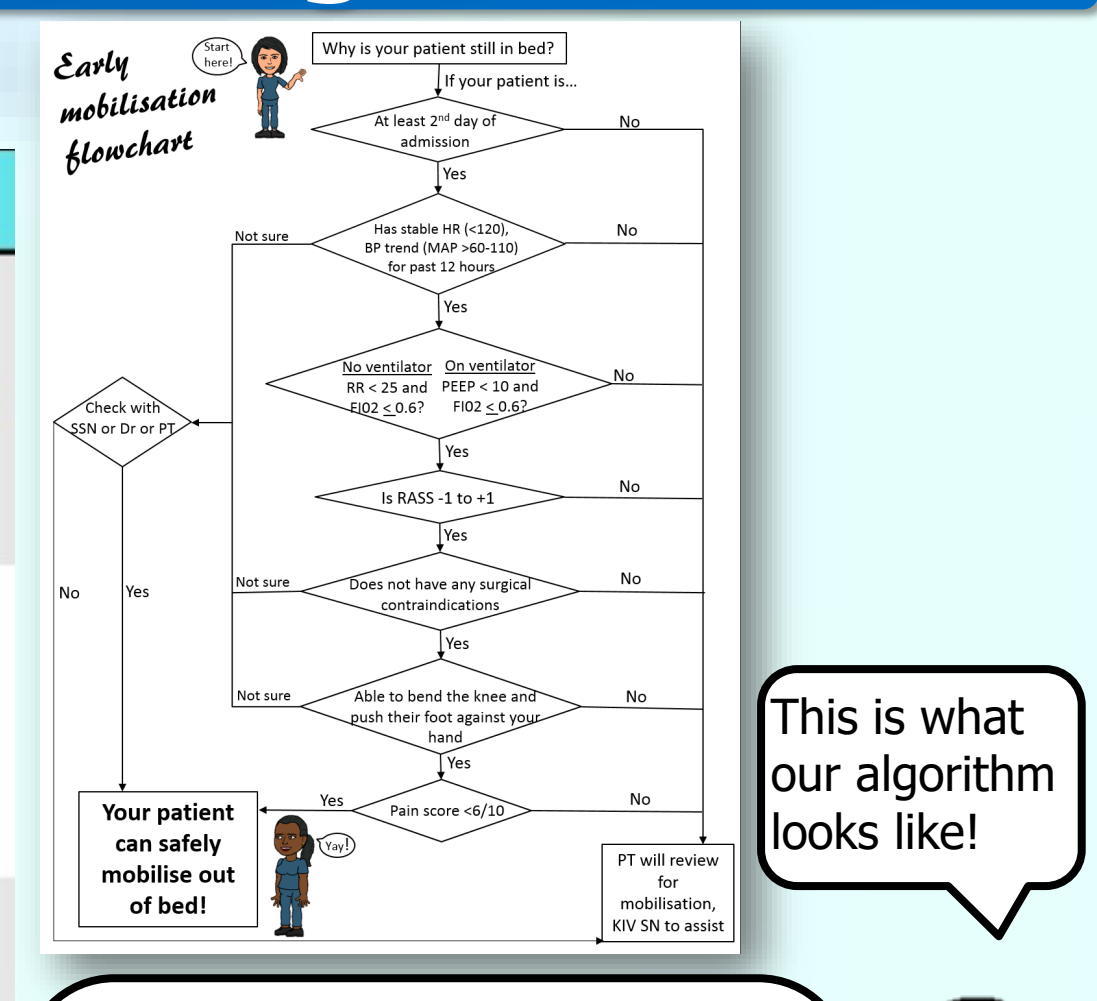 Early
mobilisation
flowchart
Start
here!
Why is your patient still in bed?
If your patient is...
At least 2nd day of
admission
No
Yes
Has stable HR (<120),
BP trend (MAP >60-110)
for past 12 hours
Not sure
No
Yes
No ventilator
RR < 25 and
FI02 < 0.6?
On ventilator
PEEP < 10 and
FI02 < 0.6?
No
Check with
SSN or Dr or PT
Yes
Is RASS -1 to +1
No
Yes
Not sure
Does not have any surgical
contraindications
No
No
Yes
Yes
Not sure
Able to bend the knee and
push their foot against your
hand
No
Yes
Yes
Pain score <6/10
No
Your patient
can safely
mobilise out
of bed!
Yay!
PT will review
for
mobilisation,
KIV SN to assist
This is what
our algorithm
looks like!